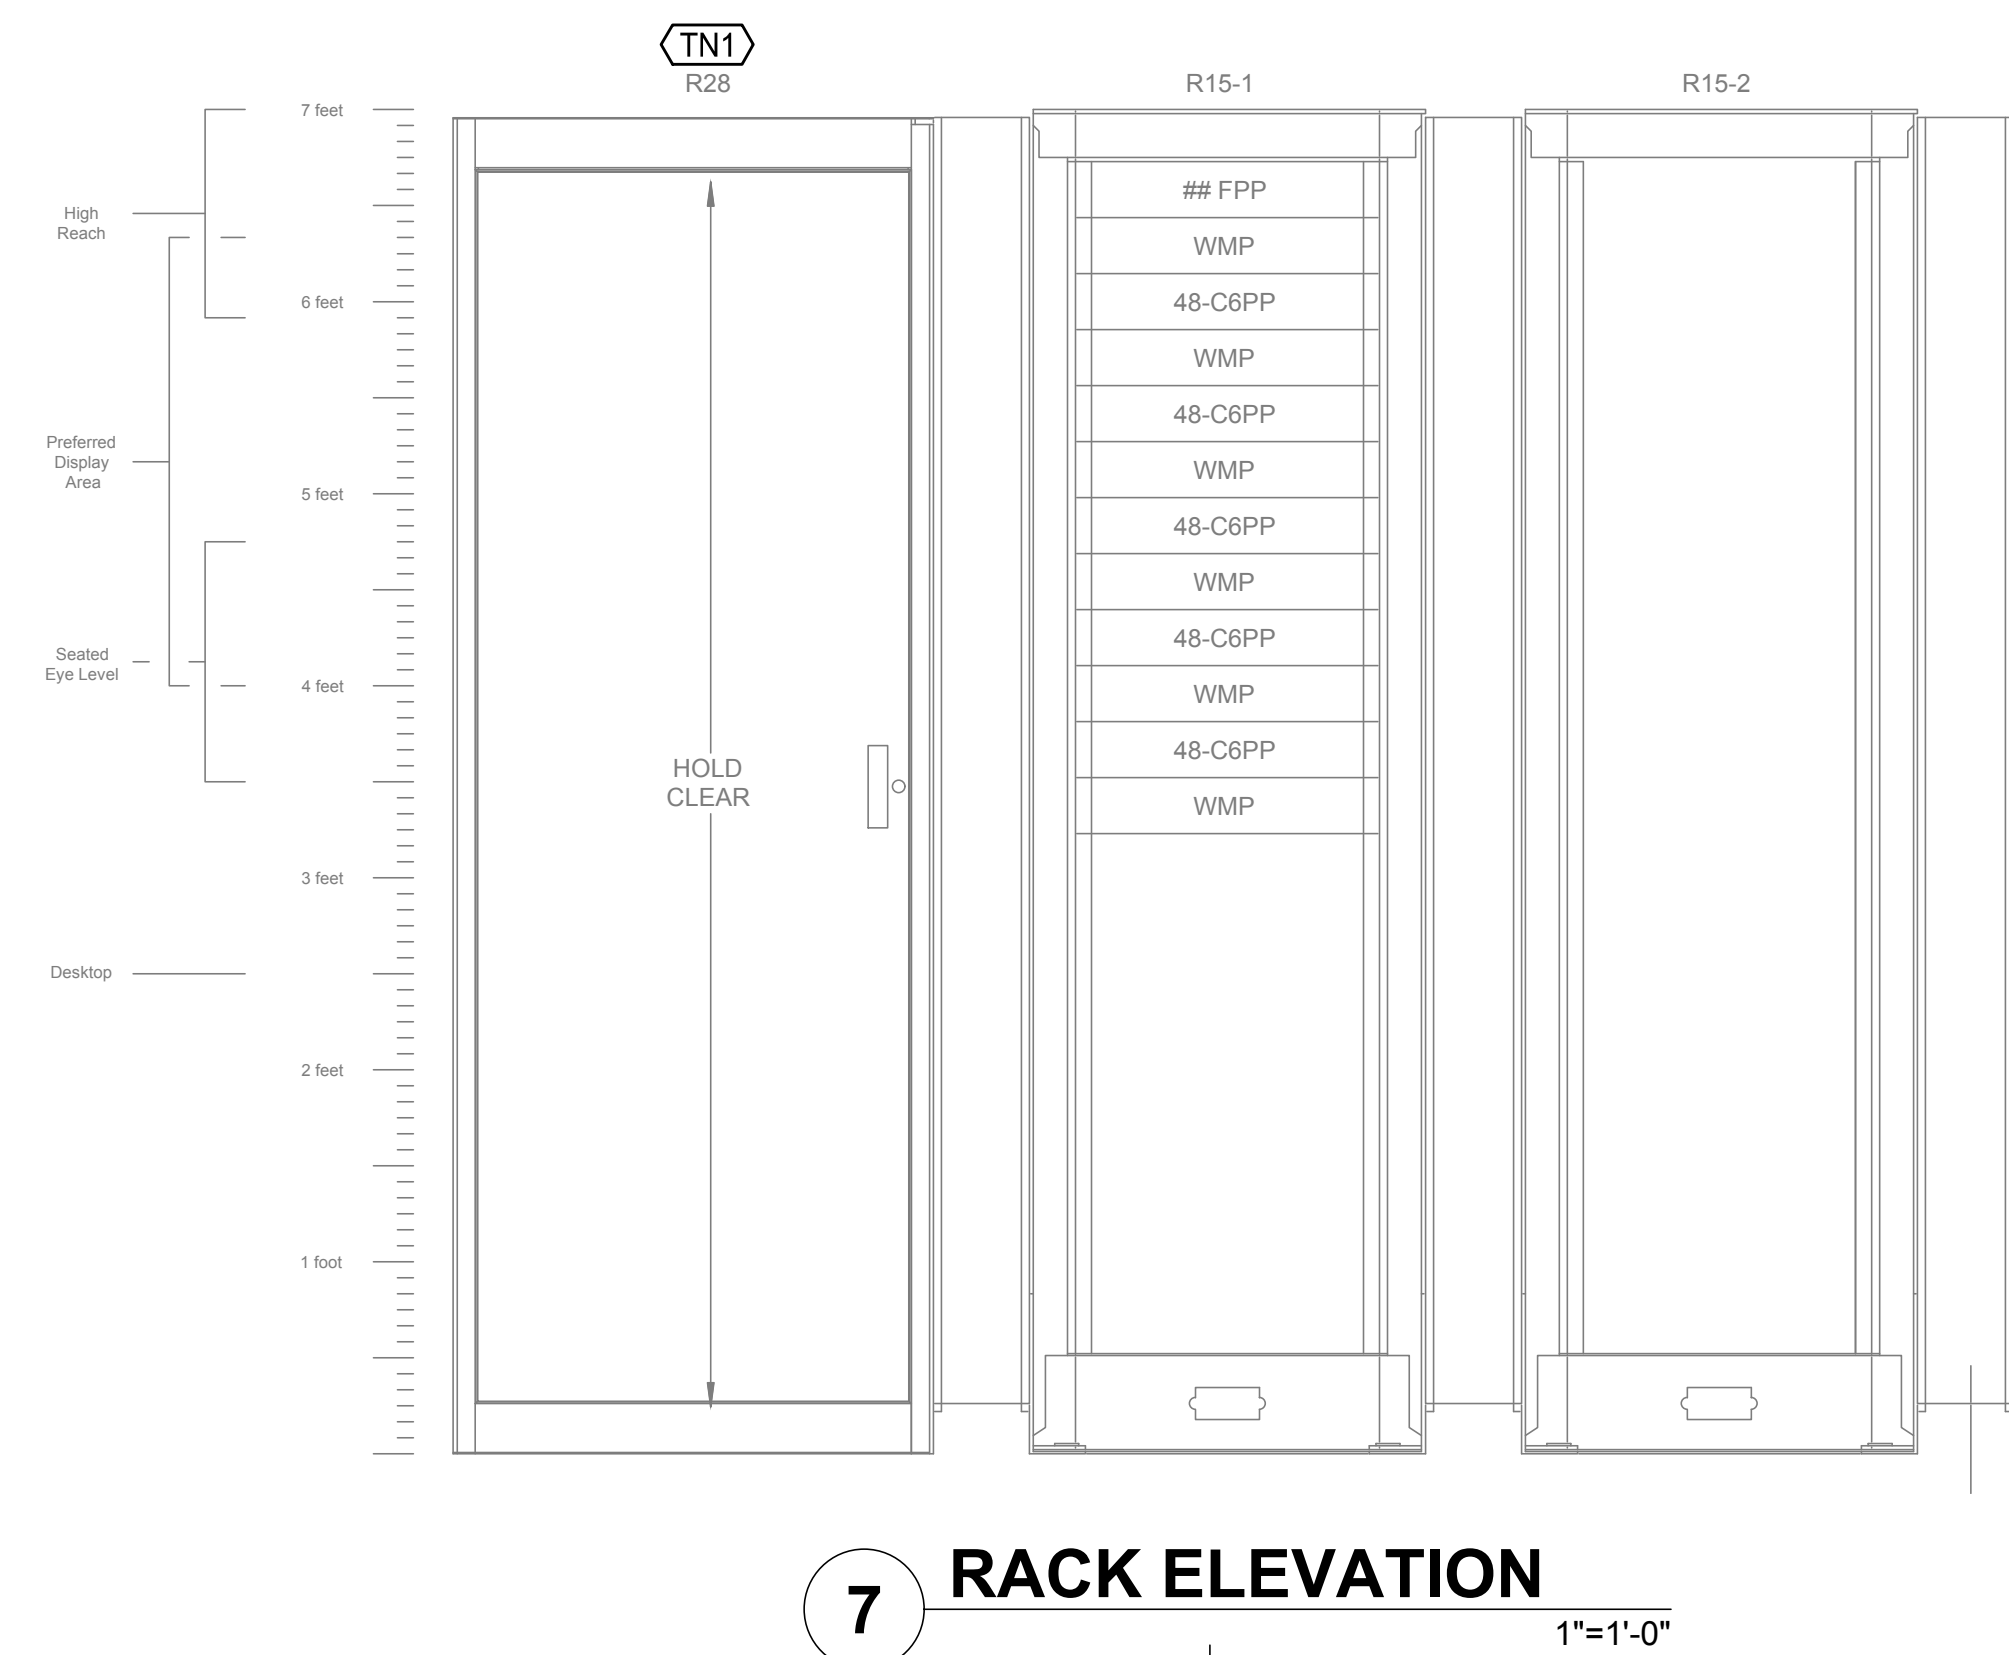 TN1
R28
R15-1
R15-2
7 feet
High
Reach
6 feet
Preferred
Display
Area
5 feet
Seated
Eye Level
4 feet
3 feet
Desktop
2 feet
1 foot
HOLD
CLEAR
## FPP
WMP
48-C6PP
WMP
48-C6PP
WMP
48-C6PP
WMP
48-C6PP
WMP
48-C6PP
WMP
7
RACK ELEVATION
1"=1'-0"